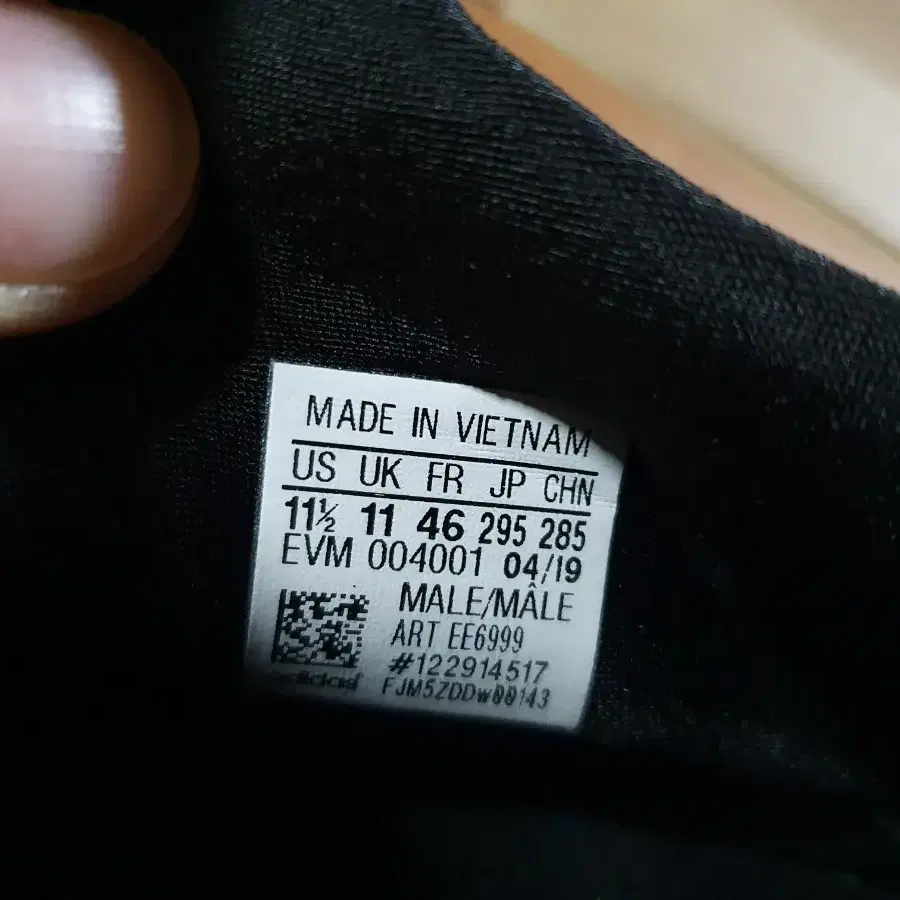 MADE IN VIETNAM
US UK FR JP CHN
11½ 11 46 295 285
EVM 004001 04/19
MALE/MÂLE
ART EE6999
#122914517
adidas FJM5ZDDW00143